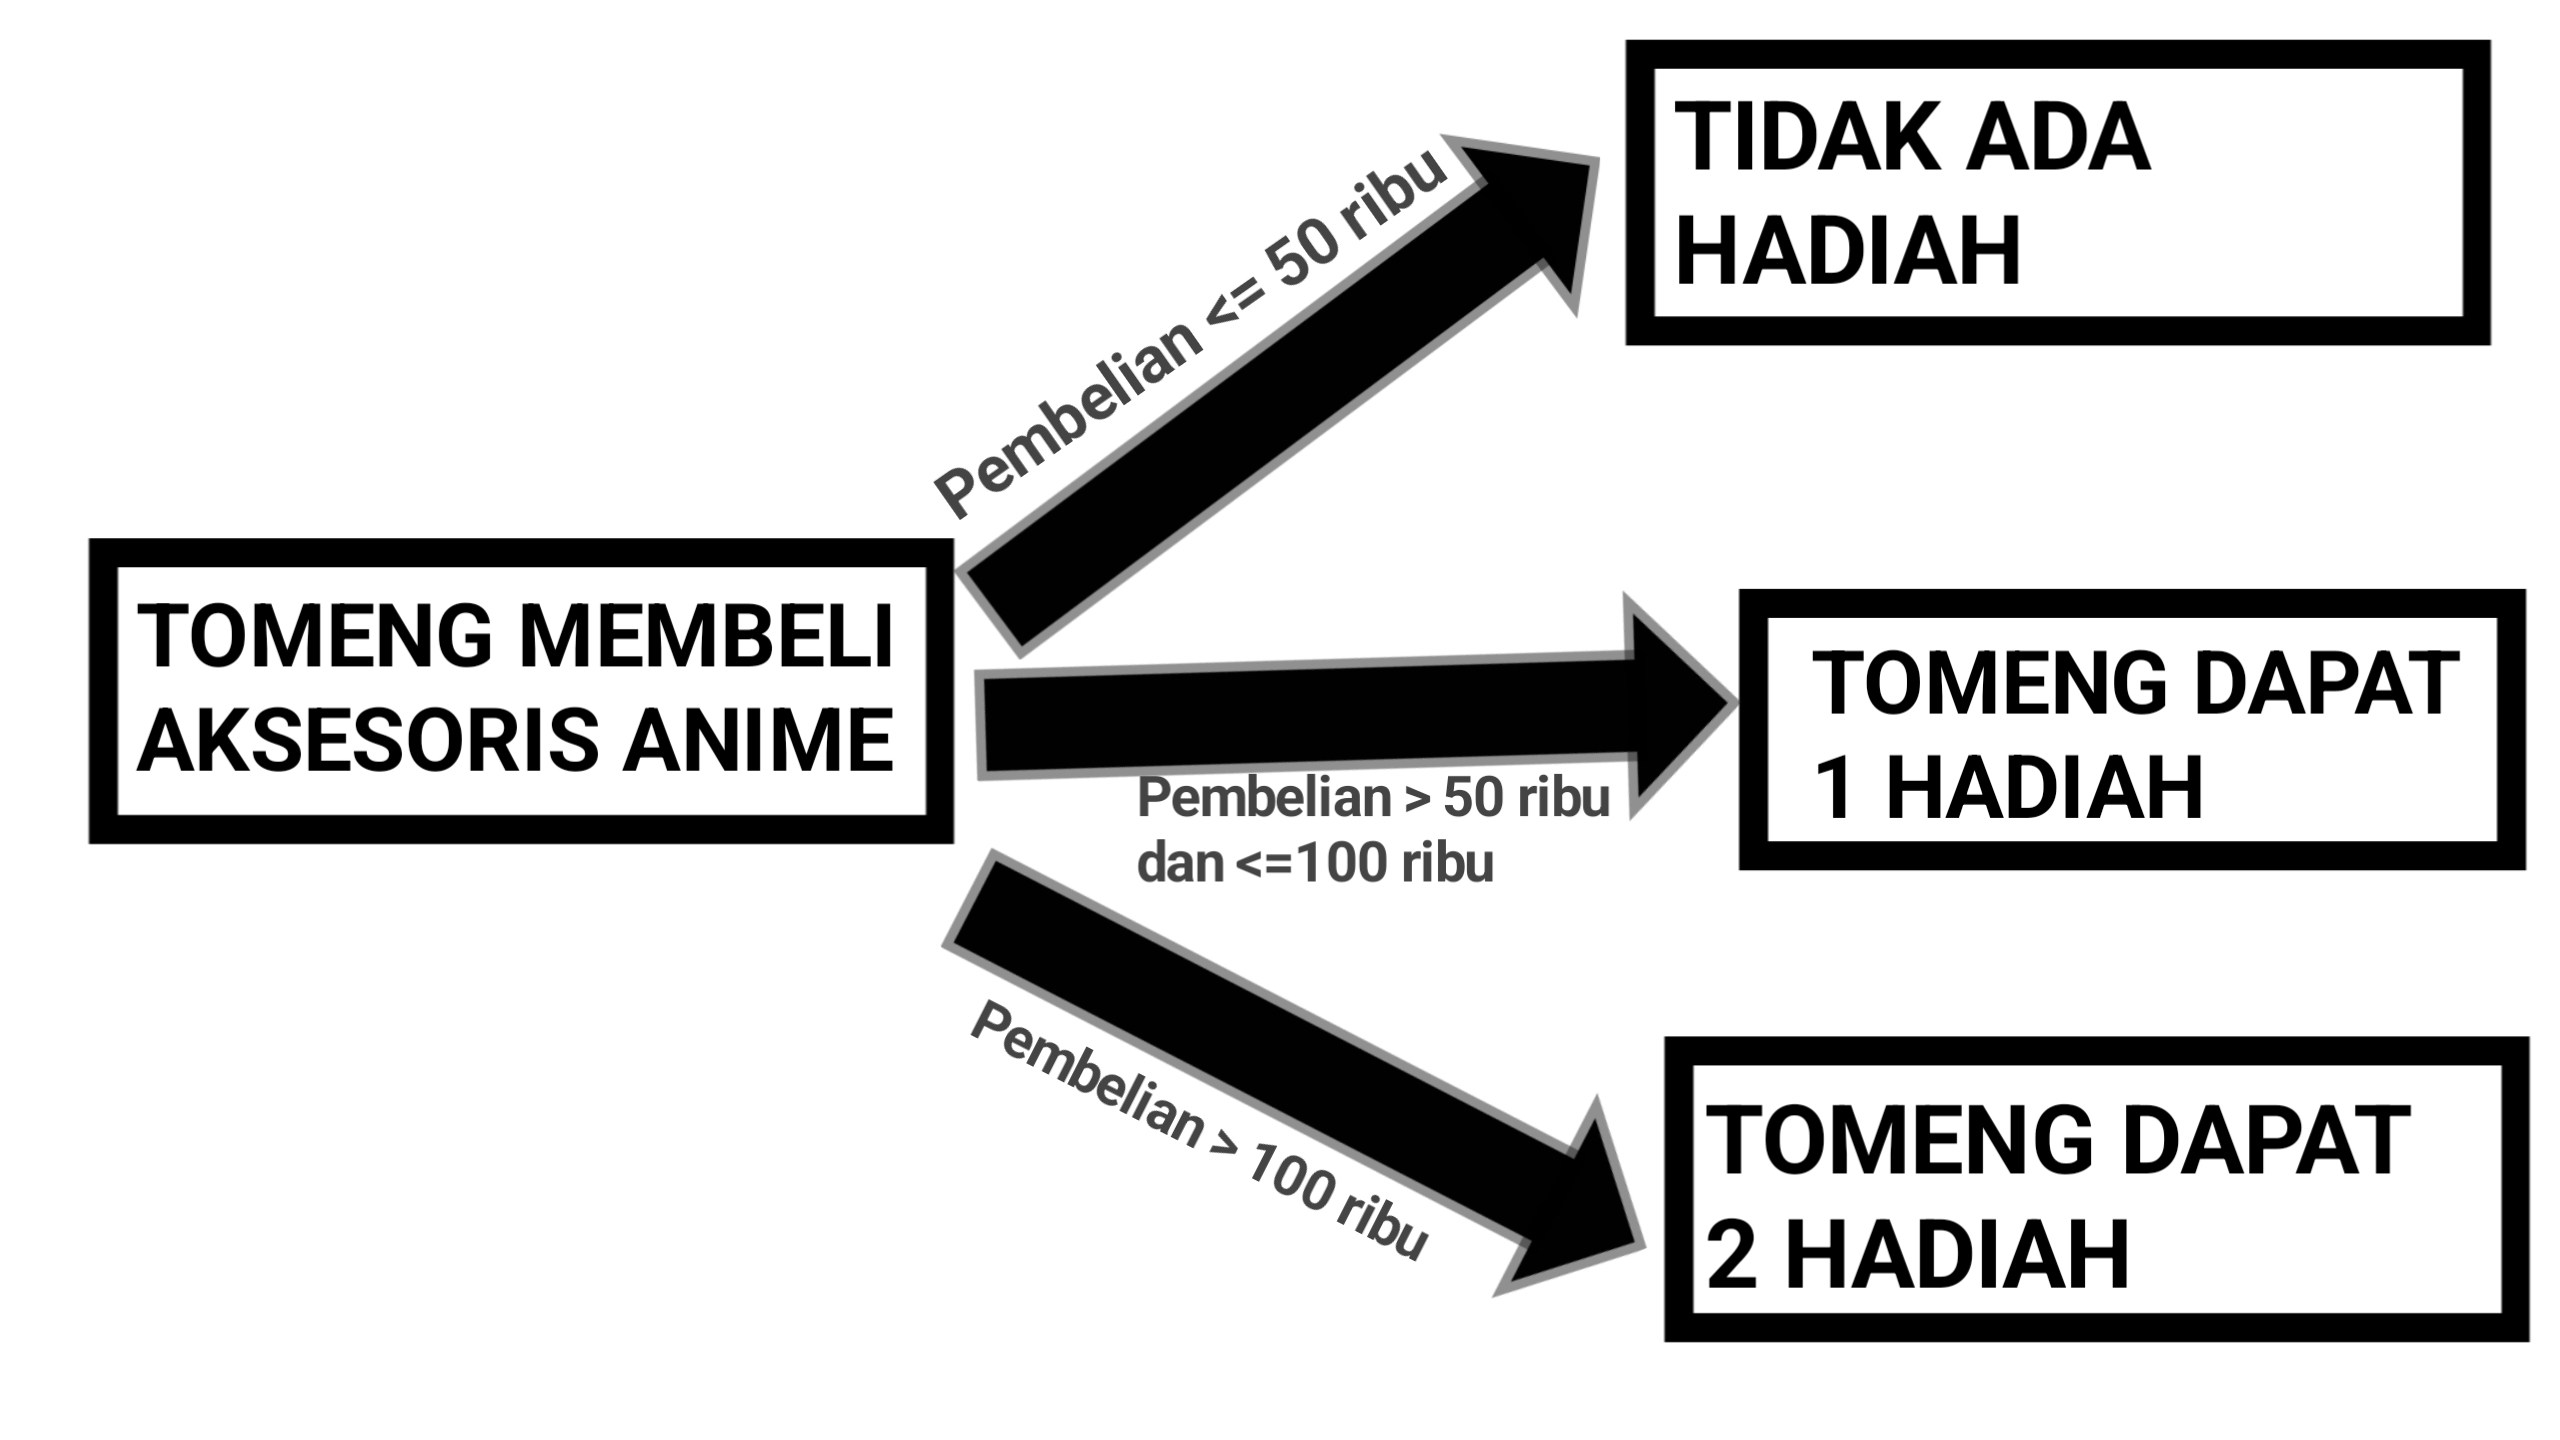 TOMENG MEMBELI
AKSESORIS ANIME
Pembelian <= 50 ribu
TIDAK ADA
HADIAH
Pembelian > 50 ribu
dan <=100 ribu
TOMENG DAPAT
1 HADIAH
Pembelian > 100 ribu
TOMENG DAPAT
2 HADIAH